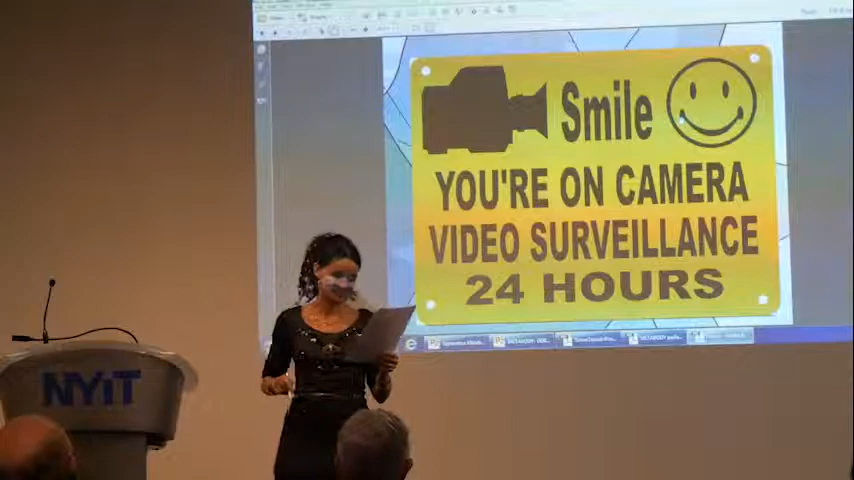 Smile
YOU'RE ON CAMERA
VIDEO SURVEILLANCE
24 HOURS
NYiT